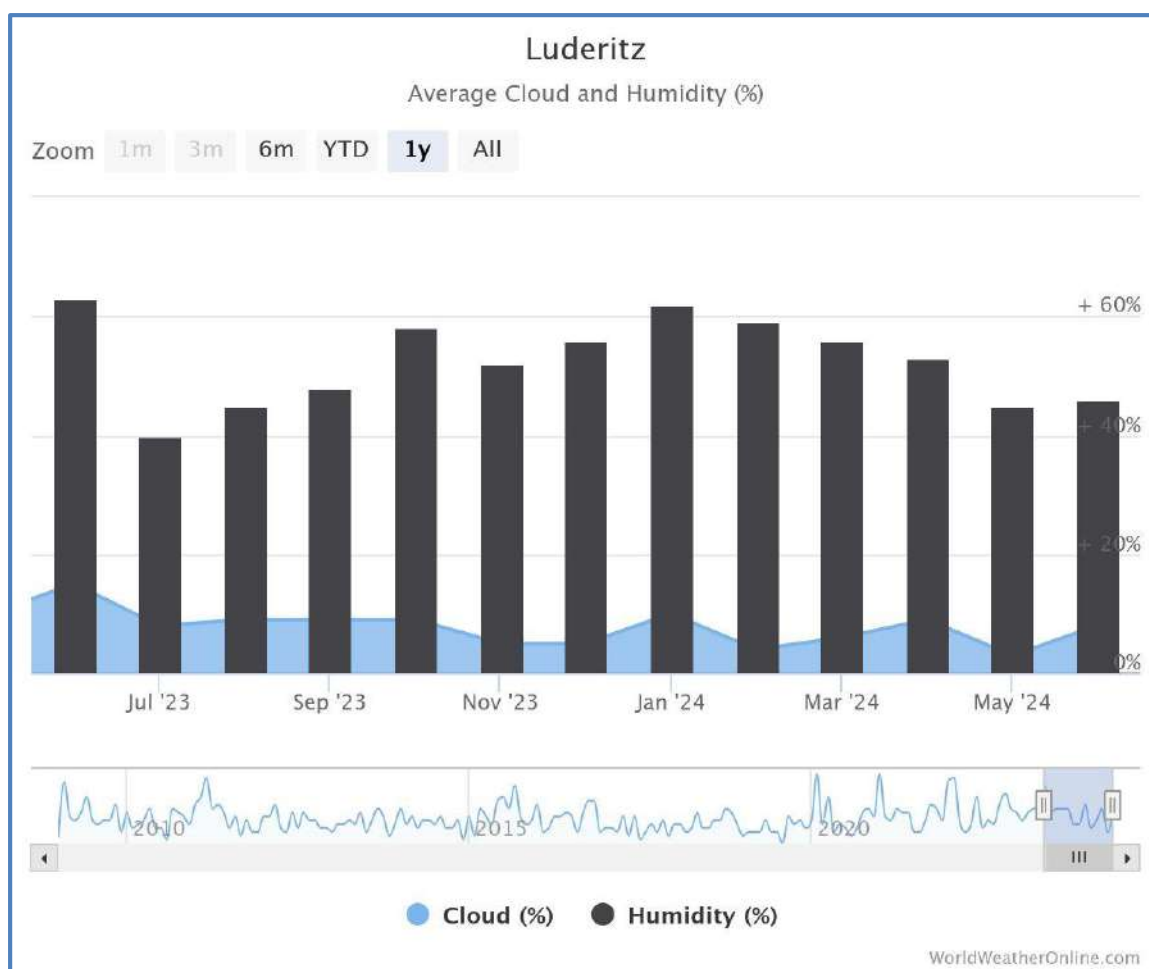 Luderitz
Average Cloud and Humidity (%)
Zoom 1m 3m 6m YTD 1y All
+ 60%
+ 40%
+ 20%
0%
Jul '23 Sep '23 Nov '23 Jan '24 Mar '24 May '24
2010 2015 2020
Cloud (%) Humidity (%)
WorldWeatherOnline.com